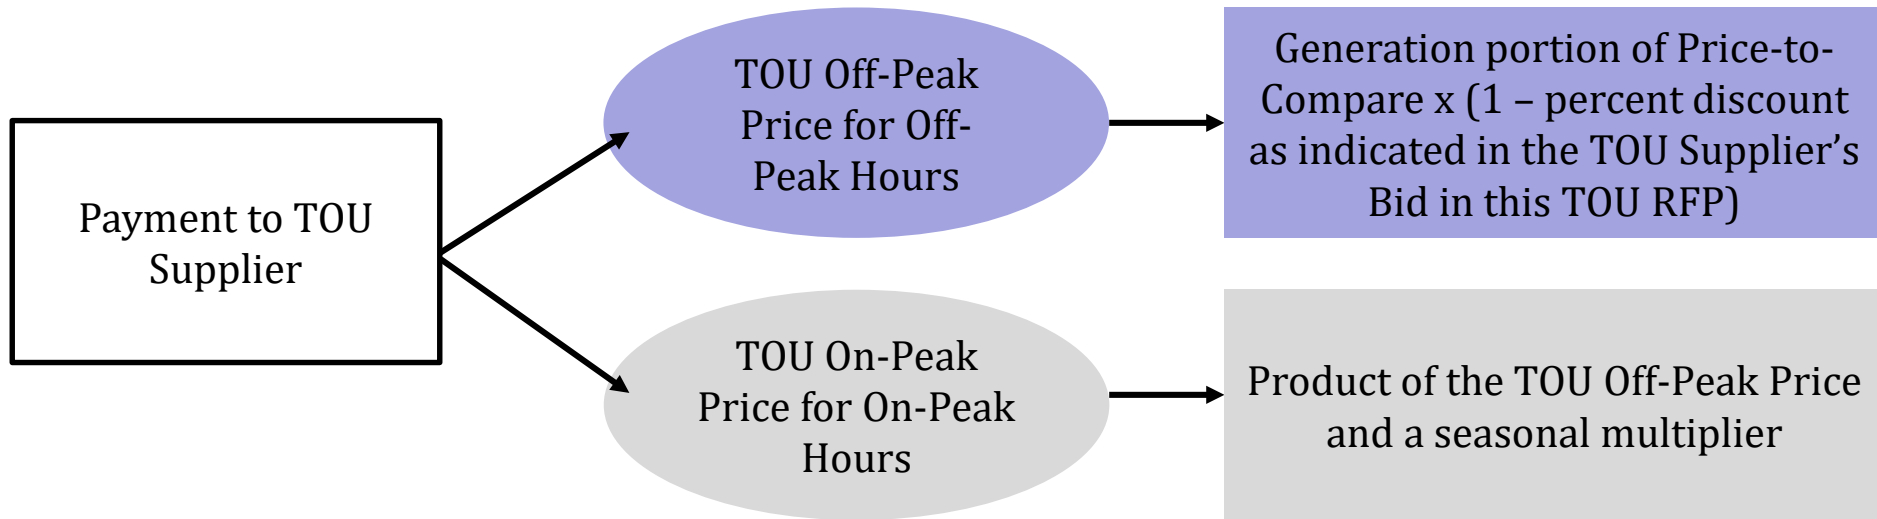 Payment to TOU
Supplier
TOU Off-Peak
Price for Off-
Peak Hours
Generation portion of Price-to-
Compare x (1 – percent discount
as indicated in the TOU Supplier’s
Bid in this TOU RFP)
TOU On-Peak
Price for On-Peak
Hours
Product of the TOU Off-Peak Price
and a seasonal multiplier